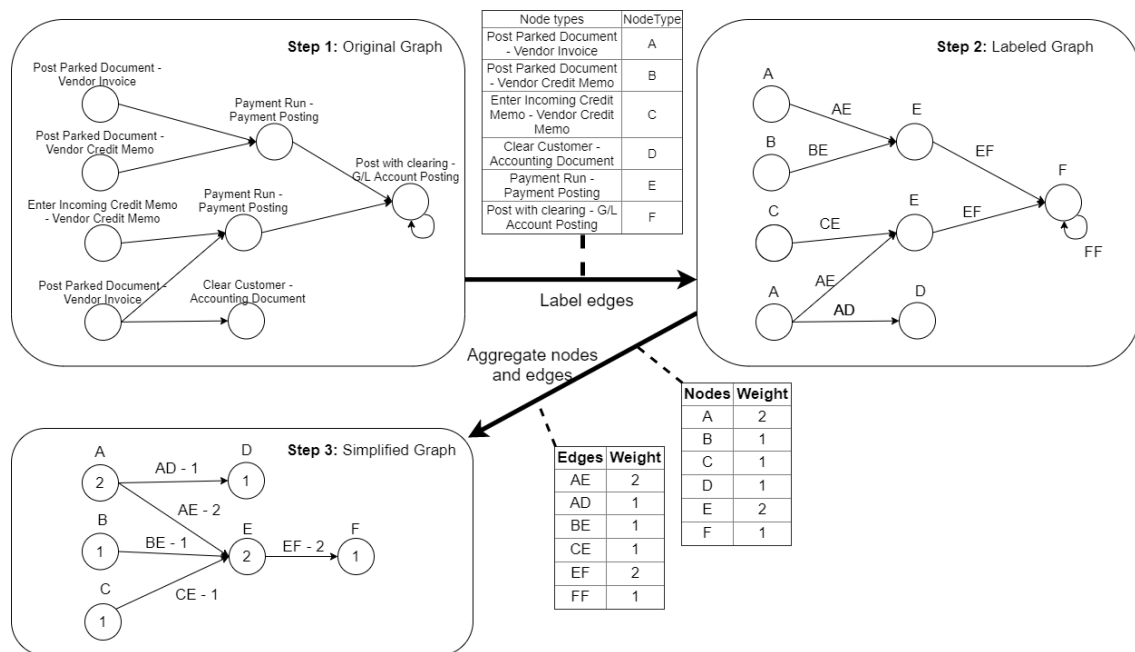 Step 1: Original Graph
Post Parked Document -
Vendor Invoice
Payment Run -
Payment Posting
Post Parked Document -
Vendor Credit Memo
Post with clearing -
G/L Account Posting
Enter Incoming Credit Memo
- Vendor Credit Memo
Payment Run -
Payment Posting
Post Parked Document -
Vendor Invoice
Clear Customer -
Accounting Document
Node types NodeType
Post Parked Document
- Vendor Invoice
A
Post Parked Document
- Vendor Credit Memo
B
Enter Incoming Credit
Memo - Vendor Credit
Memo
C
Clear Customer -
Accounting Document
D
Payment Run -
Payment Posting
E
Post with clearing - G/L
Account Posting
F
Label edges
Step 2: Labeled Graph
A
AE
E
B
BE
EF
F
C
CE
E
EF
FF
A
AE
AD
D
Aggregate nodes
and edges
Nodes Weight
A 2
B 1
C 1
D 1
E 2
F 1
Edges Weight
AE 2
AD 1
BE 1
CE 1
EF 2
FF 1
Step 3: Simplified Graph
A
2
AD - 1
D
1
AE - 2
B
1
BE - 1
E
2
EF - 2
F
1
C
1
CE - 1